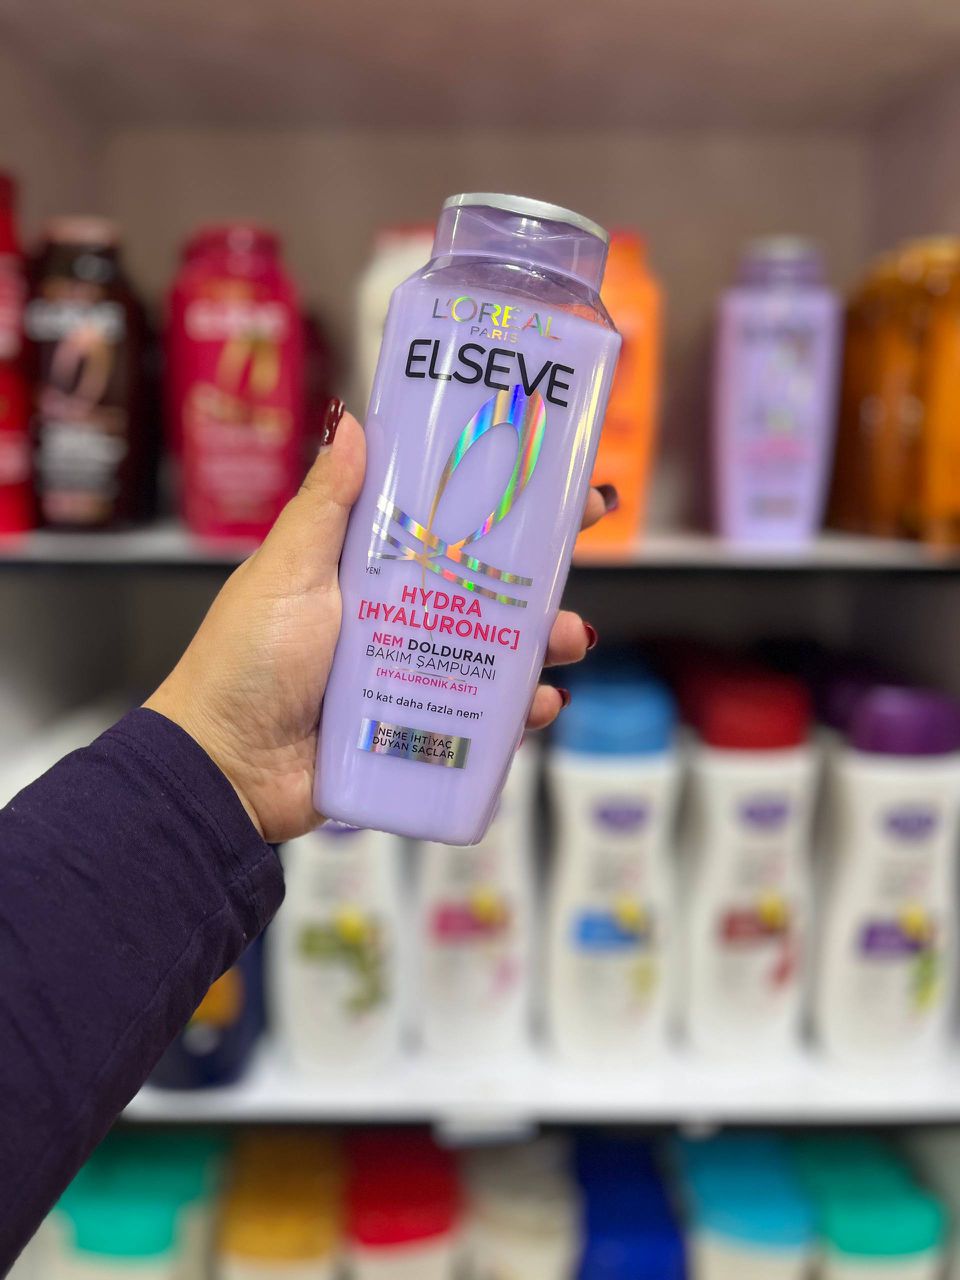 L'ORÉAL
PARIS
ELSEVE
YENİ
HYDRA
[HYALURONIC]
NEM DOLDURAN
BAKIM ŞAMPUANI
[HYALURONİK ASİT]
10 kat daha fazla nem¹
NEME İHTİYAÇ
DUYAN SAÇLAR